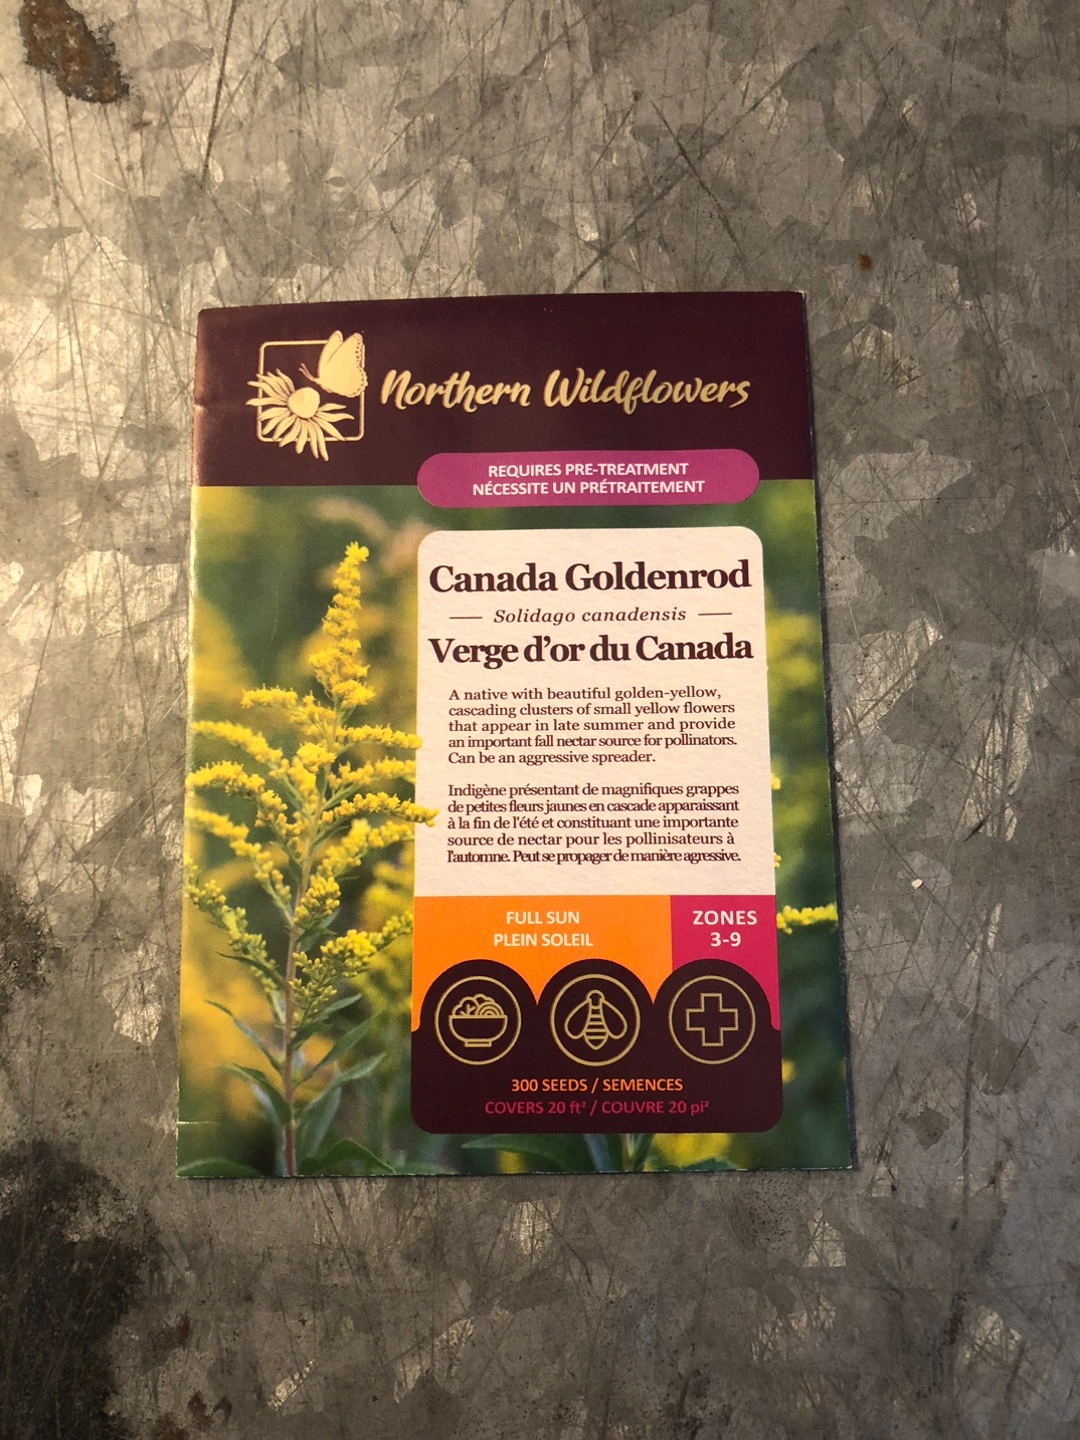 Northern Wildflowers
REQUIRES PRE-TREATMENT
NÉCESSITE UN PRÉTRAITEMENT
Canada Goldenrod
Solidago canadensis
Verge d'or du Canada
A native with beautiful golden-yellow,
cascading clusters of small yellow flowers
that appear in late summer and provide
an important fall nectar source for pollinators.
Can be an aggressive spreader.
Indigène présentant de magnifiques grappes
de petites fleurs jaunes en cascade apparaissant
à la fin de l'été et constituant une importante
source de nectar pour les pollinisateurs à
l'automne. Peut se propager de manière agressive.
FULL SUN
PLEIN SOLEIL
ZONES
3-9
300 SEEDS / SEMENCES
COVERS 20 ft² / COUVRE 20 pi²